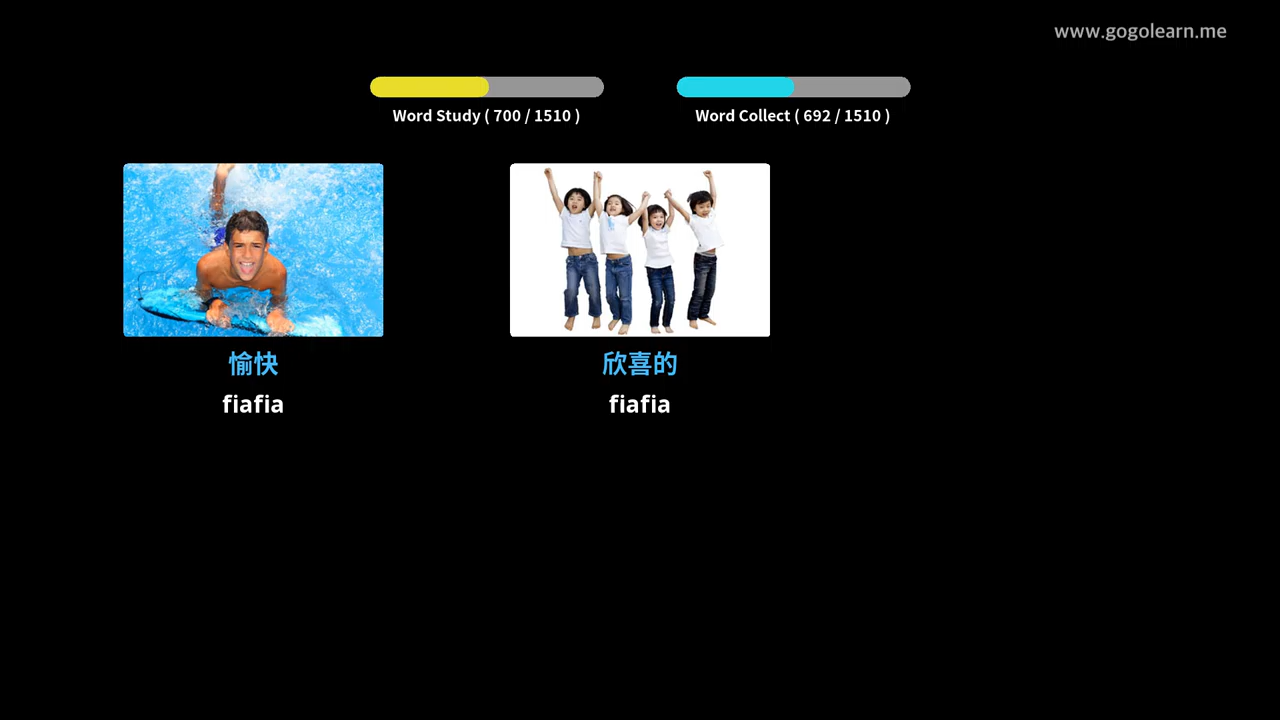 www.gogolearn.me
Word Study ( 700 / 1510 )
Word Collect ( 692 / 1510 )
愉快
fiafia
欣喜的
fiafia